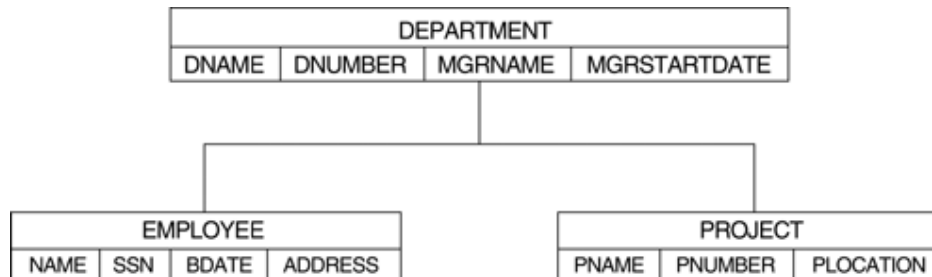 DEPARTMENT
DNAME DNUMBER MGRNAME MGRSTARTDATE
EMPLOYEE
NAME SSN BDATE ADDRESS
PROJECT
PNAME PNUMBER PLOCATION